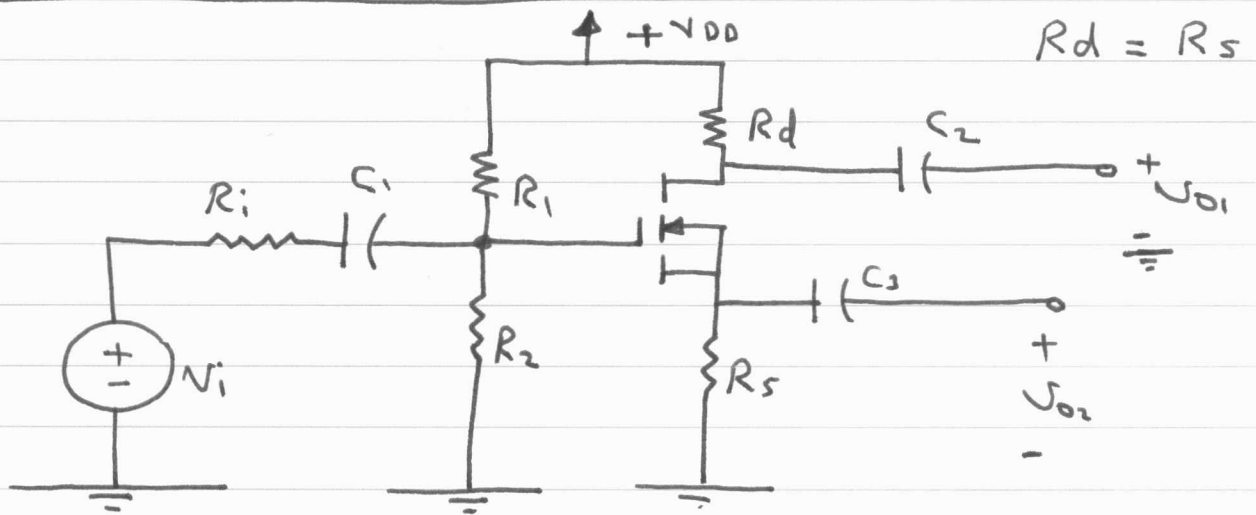 +VDD
Rd = Rs
Rd
C2
+
Vo1
-
Ri
C1
R1
C3
+
-
Vi
R2
Rs
+
Vo2
-